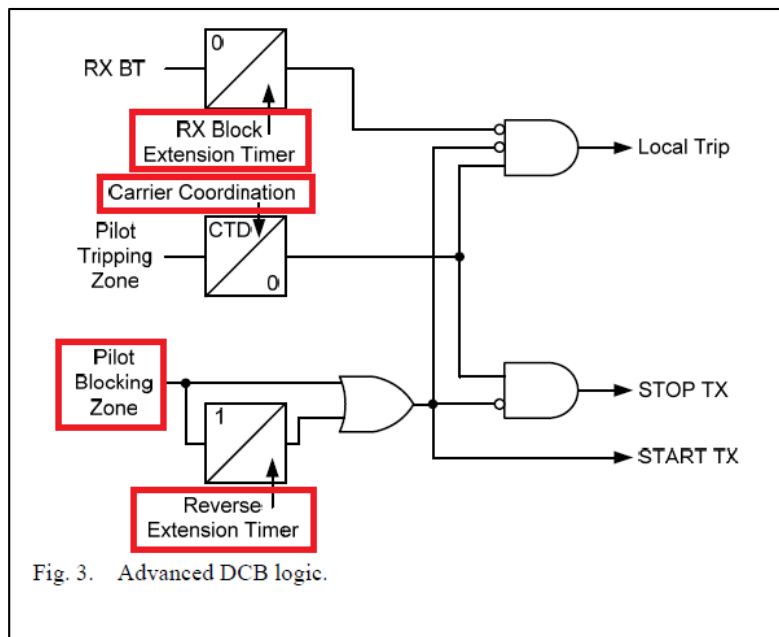 0
RX BT
RX Block
Extension Timer
Local Trip
Carrier Coordination
Pilot
Tripping
Zone
CTD
0
Pilot
Blocking
Zone
1
STOP TX
START TX
Reverse
Extension Timer
Fig. 3. Advanced DCB logic.